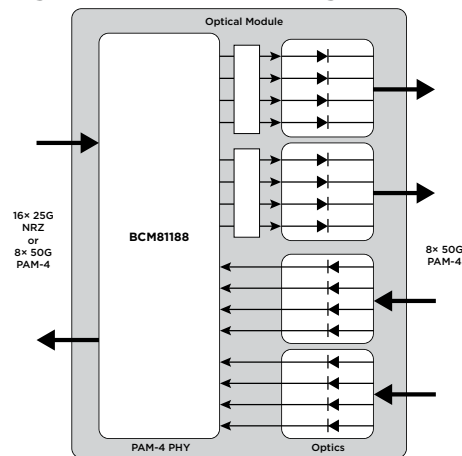 Optical Module
16× 25G
NRZ
or
8× 50G
PAM-4
BCM81188
8× 50G
PAM-4
PAM-4 PHY
Optics